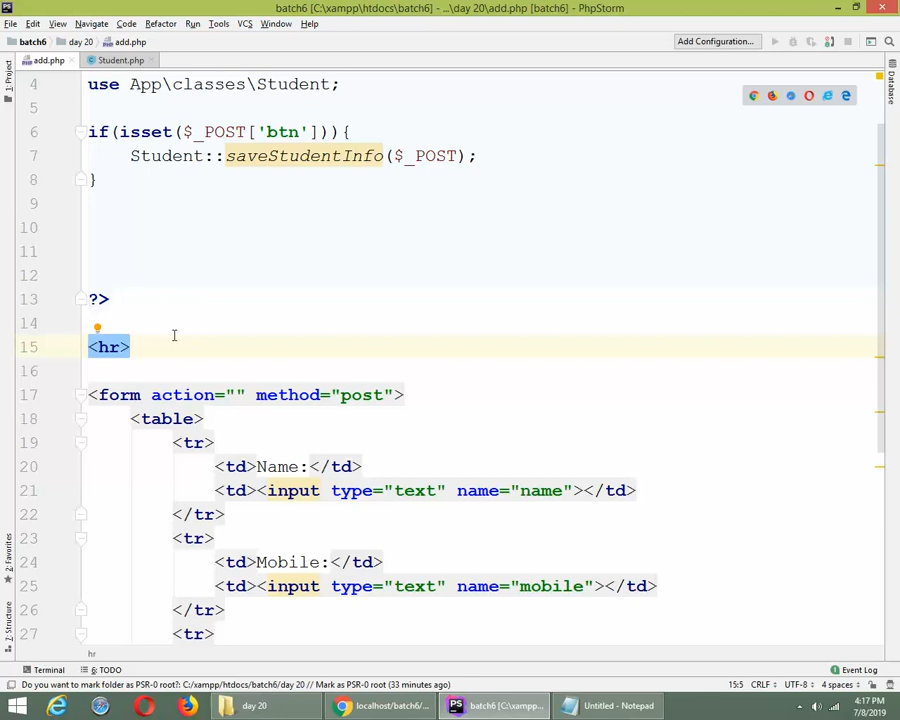 batch6 [C:\xampp\htdocs\batch6] - ...\day 20\add.php [batch6] - PhpStorm
File Edit View Navigate Code Refactor Run Tools VCS Window Help
batch6 day 20 add.php Add Configuration...
add.php Student.php
1: Project
Database
4 use App\classes\Student;
5
6 if(isset($_POST['btn'])){
7 Student::saveStudentInfo($_POST);
8 }
9
10
11
12
13 ?>
14
15 <hr>
16
17 <form action="" method="post">
18 <table>
19 <tr>
20 <td>Name:</td>
21 <td><input type="text" name="name"></td>
22 </tr>
23 <tr>
24 <td>Mobile:</td>
25 <td><input type="text" name="mobile"></td>
26 </tr>
27 <tr>
2: Favorites
7: Structure
hr
Terminal 6: TODO Event Log
Do you want to mark folder as PSR-0 root?: C:/xampp/htdocs/batch6/day 20 // Mark as PSR-0 root (33 minutes ago) 15:5 CRLF UTF-8 4 spaces
day 20 localhost/batch6/... batch6 [C:\xampp\... Untitled - Notepad
4:17 PM
7/8/2019